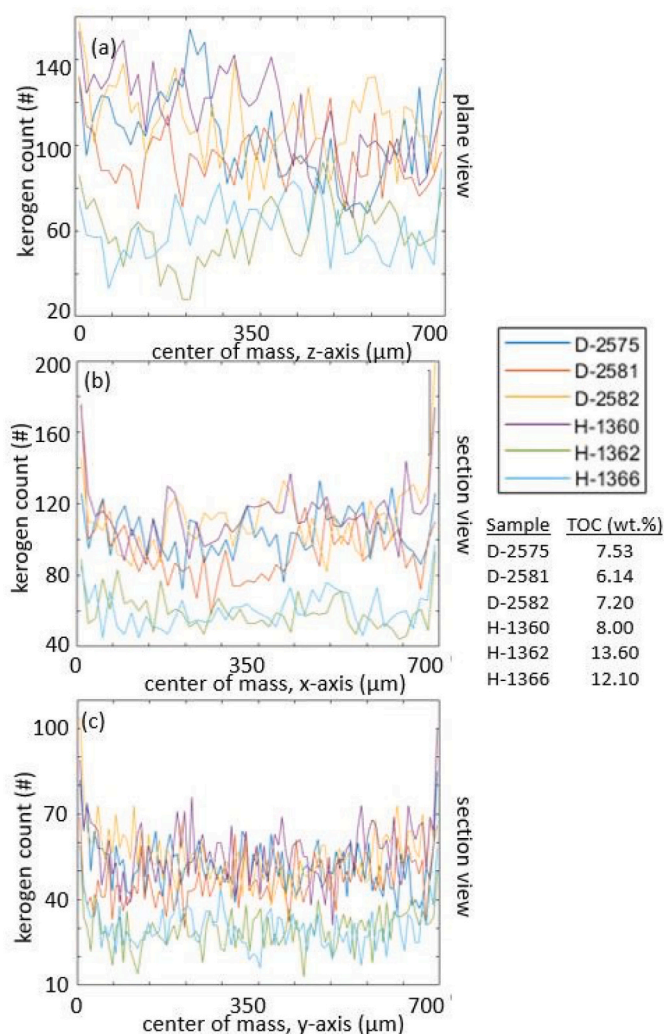 (a)
140
100
60
20
kerogen count (#)
plane view
0 350 700
center of mass, z-axis (µm)
(b)
200
160
120
80
40
kerogen count (#)
section view
0 350 700
center of mass, x-axis (µm)
(c)
100
70
40
10
kerogen count (#)
section view
0 350 700
center of mass, y-axis (µm)
D-2575
D-2581
D-2582
H-1360
H-1362
H-1366
Sample TOC (wt.%)
D-2575 7.53
D-2581 6.14
D-2582 7.20
H-1360 8.00
H-1362 13.60
H-1366 12.10